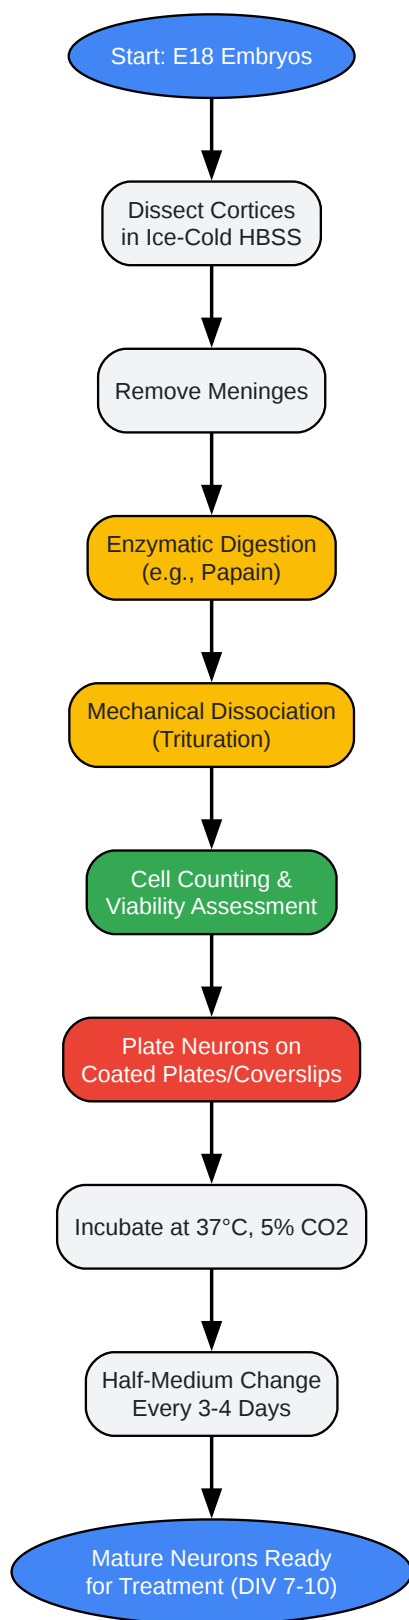 Start: E18 Embryos
Dissect Cortices
in Ice-Cold HBSS
Remove Meninges
Enzymatic Digestion
(e.g., Papain)
Mechanical Dissociation
(Trituration)
Cell Counting &
Viability Assessment
Plate Neurons on
Coated Plates/Coverslips
Incubate at 37°C, 5% CO2
Half-Medium Change
Every 3-4 Days
Mature Neurons Ready
for Treatment (DIV 7-10)